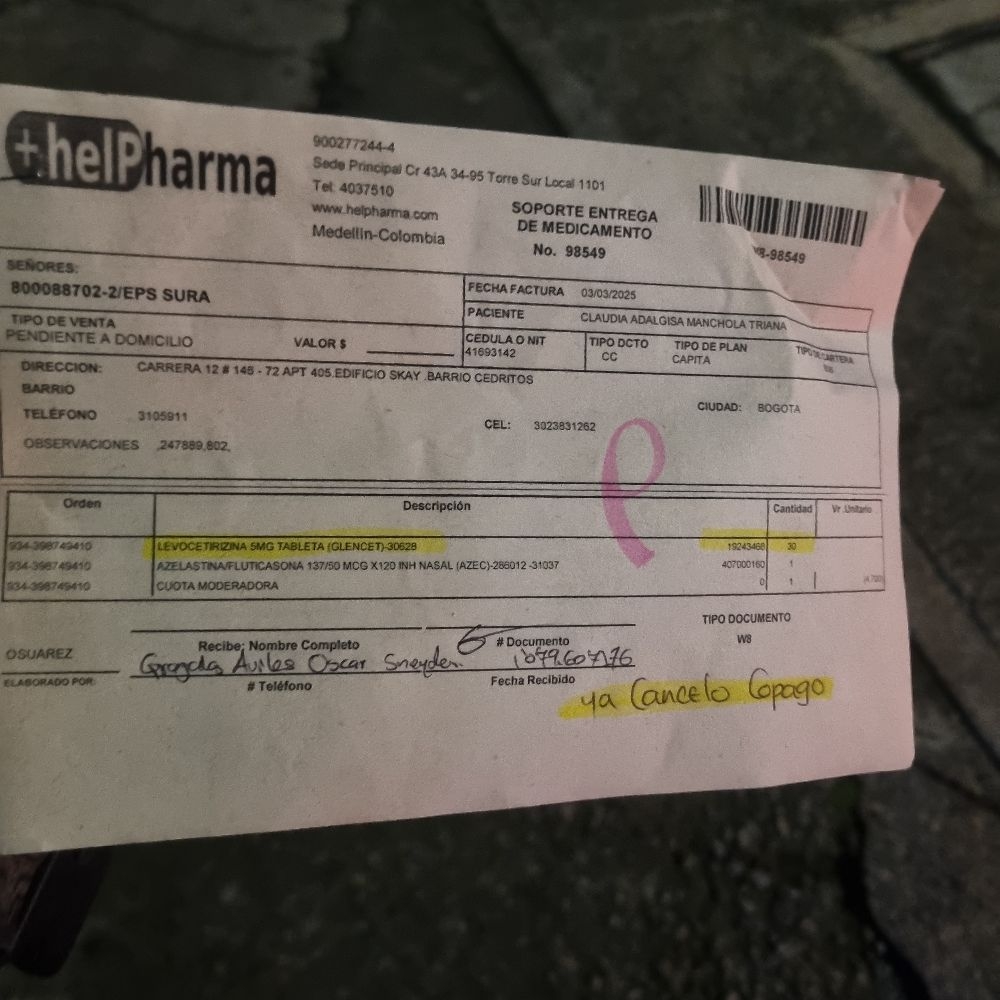 +helPharma
900277244-4
Sede Principal Cr 43A 34-95 Torre Sur Local 1101
Tel: 4037510
www.helpharma.com
Medellin-Colombia
SOPORTE ENTREGA
DE MEDICAMENTO
No. 98549
-98549
SEÑORES:
800088702-2/EPS SURA
FECHA FACTURA 03/03/2025
PACIENTE CLAUDIA ADALGISA MANCHOLA TRIANA
TIPO DE VENTA
PENDIENTE A DOMICILIO VALOR $
CEDULA O NIT
41693142
TIPO DCTO
CC
TIPO DE PLAN
CAPITA
TIPO DE CARTERA
DIRECCION: CARRERA 12 # 148 - 72 APT 405.EDIFICIO SKAY .BARRIO CEDRITOS
BARRIO
CIUDAD: BOGOTA
TELÉFONO 3105911
CEL: 3023831262
OBSERVACIONES ,247889,802,
Orden Descripción Cantidad Vr .Unitario
934-398749410 LEVOCETIRIZINA 5MG TABLETA (GLENCET)-30628 19243468 30
934-398749410 AZELASTINA/FLUTICASONA 137/50 MCG X120 INH NASAL (AZEC)-286012 -31037 407000160 1
934-398749410 CUOTA MODERADORA 0 1 (4,700)
TIPO DOCUMENTO
W8
Recibe: Nombre Completo # Documento
OSUAREZ
Aviles Oscar Sneyder.
ELABORADO POR: # Teléfono Fecha Recibido
ya Cancelo Copago